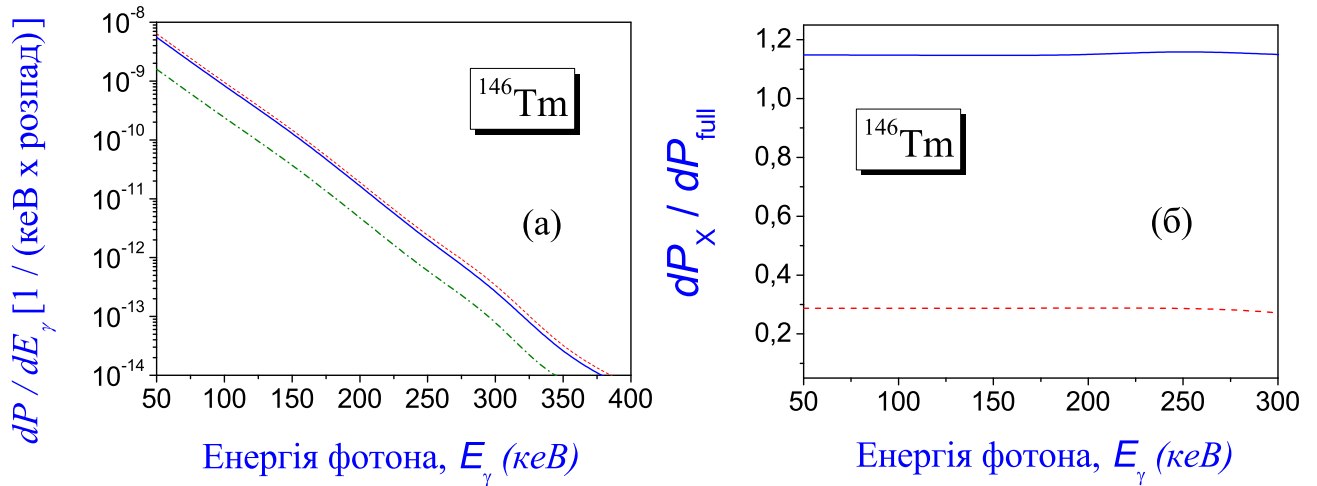 dP / dE_γ [1 / (кеВ х розпад) ]
10^-8
10^-9
10^-10
10^-11
10^-12
10^-13
10^-14
^146Tm
(а)
50 100 150 200 250 300 350 400
Енергія фотона, E_γ (кеВ)
dP_X / dP_full
1,2
1,0
0,8
0,6
0,4
0,2
^146Tm
(б)
50 100 150 200 250 300
Енергія фотона, E_γ (кеВ)